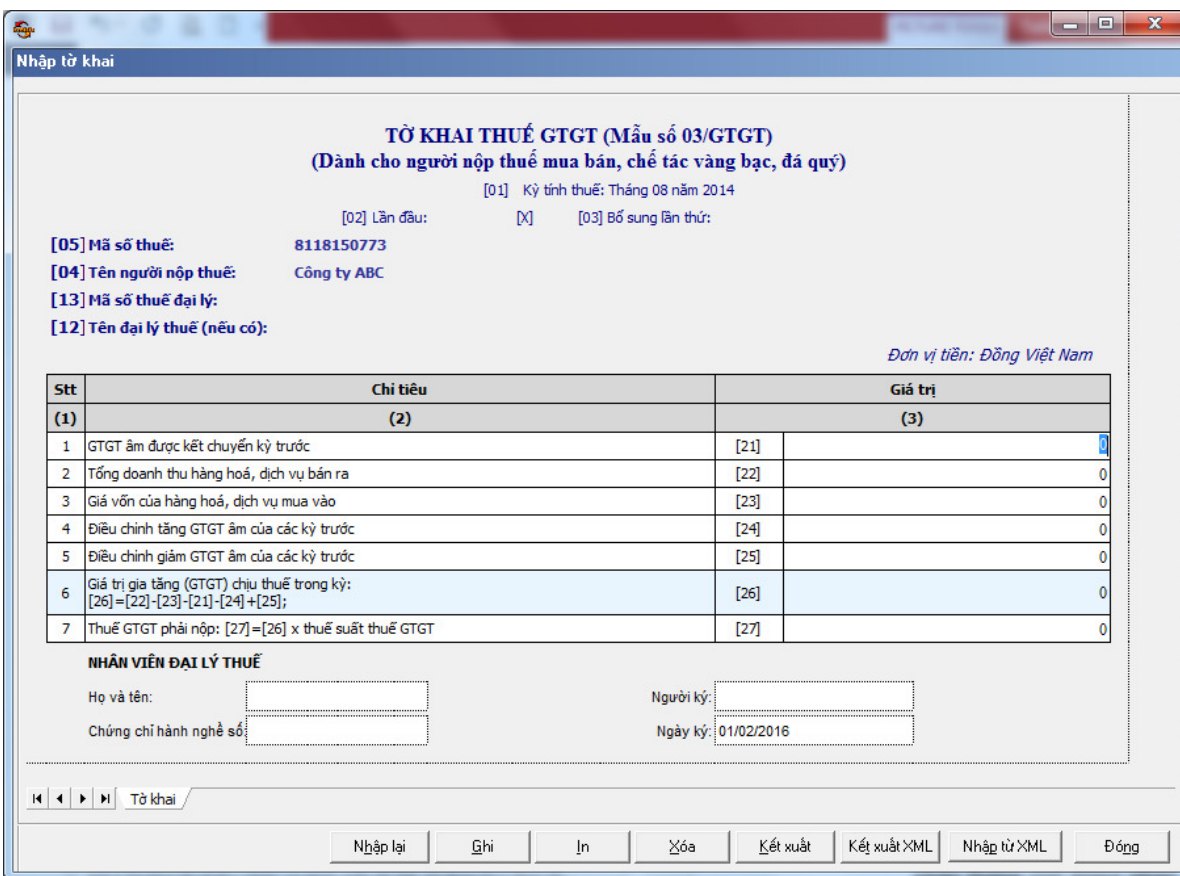 Nhập tờ khai
TỜ KHAI THUẾ GTGT (Mẫu số 03/GTGT)
(Dành cho người nộp thuế mua bán, chế tác vàng bạc, đá quý)
[01] Kỳ tính thuế: Tháng 08 năm 2014
[02] Lần đầu: [X] [03] Bổ sung lần thứ:
[05] Mã số thuế: 8118150773
[04] Tên người nộp thuế: Công ty ABC
[13] Mã số thuế đại lý:
[12] Tên đại lý thuế (nếu có):
Đơn vị tiền: Đồng Việt Nam
Stt Chỉ tiêu Giá trị
(1) (2) (3)
1 GTGT âm được kết chuyển kỳ trước [21] 0
2 Tổng doanh thu hàng hoá, dịch vụ bán ra [22] 0
3 Giá vốn của hàng hoá, dịch vụ mua vào [23] 0
4 Điều chỉnh tăng GTGT âm của các kỳ trước [24] 0
5 Điều chỉnh giảm GTGT âm của các kỳ trước [25] 0
6 Giá trị gia tăng (GTGT) chịu thuế trong kỳ:
[26]=[22]-[23]-[21]-[24]+[25]; [26] 0
7 Thuế GTGT phải nộp: [27]=[26] x thuế suất thuế GTGT [27] 0
NHÂN VIÊN ĐẠI LÝ THUẾ
Họ và tên: Người ký:
Chứng chỉ hành nghề số: Ngày ký: 01/02/2016
Tờ khai
Nhập lại Ghi In Xóa Kết xuất Kết xuất XML Nhập từ XML Đóng